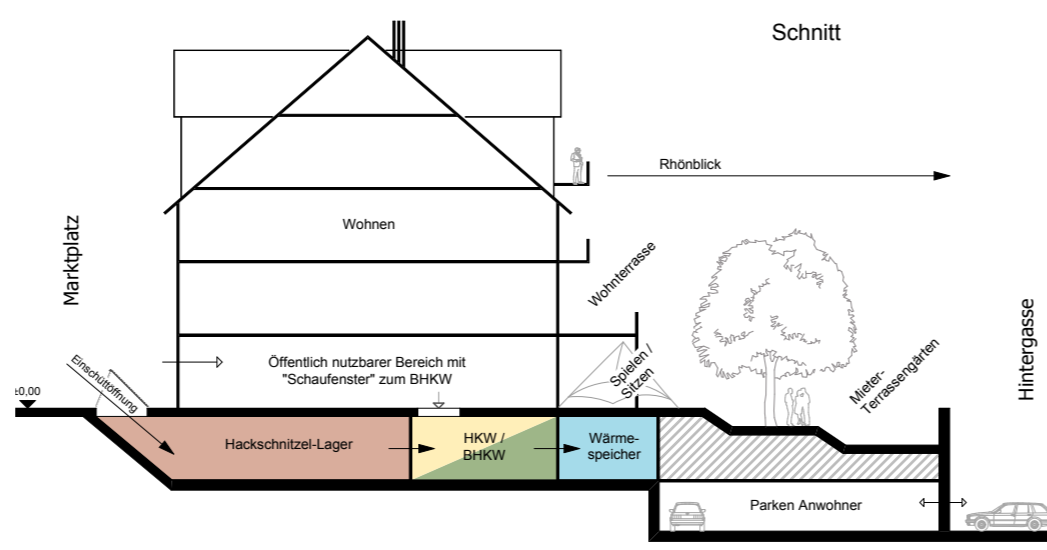 Schnitt
Rhönblick
Marktplatz
Wohnen
Wohnterrasse
Öffentlich nutzbarer Bereich mit
"Schaufenster" zum BHKW
Spielen /
Sitzen
Mieter-
Terrassengärten
Hintergasse
Einschüttöffnung
±0,00
Hackschnitzel-Lager
HKW /
BHKW
Wärme-
speicher
Parken Anwohner